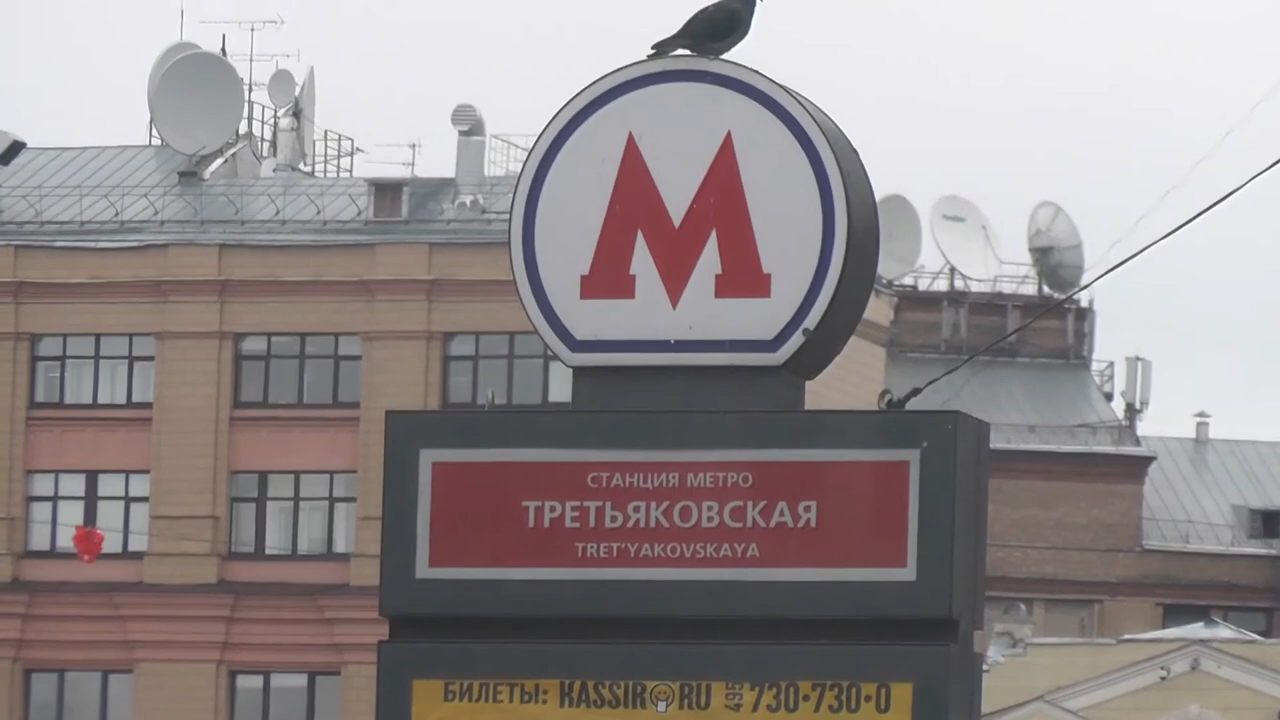 М
СТАНЦИЯ МЕТРО
ТРЕТЬЯКОВСКАЯ
TRET'YAKOVSKAYA
БИЛЕТЫ: KASSIR.RU 495 730•730•0